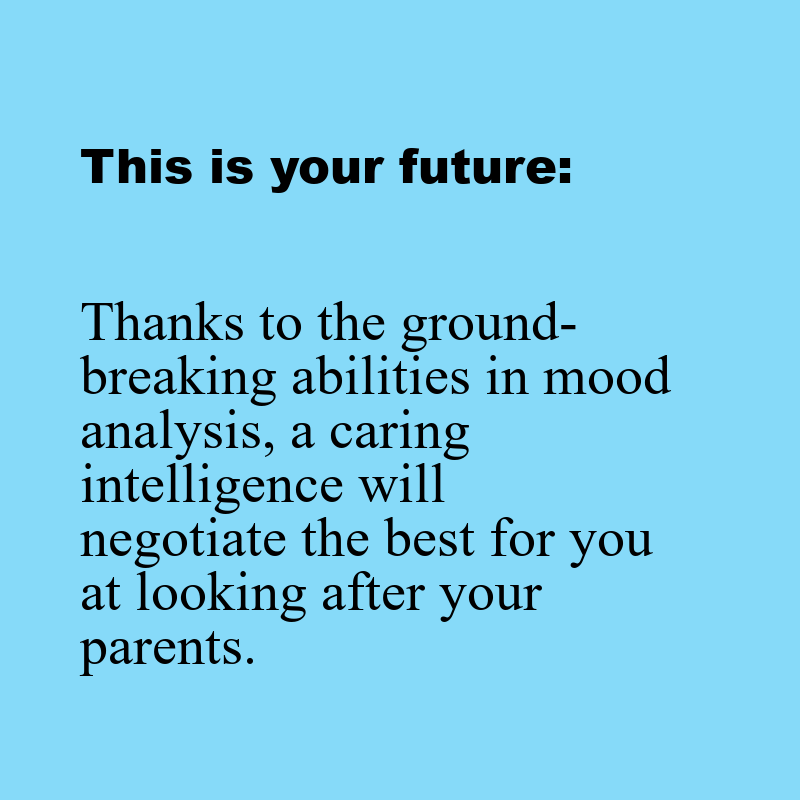 This is your future:
Thanks to the ground-
breaking abilities in mood
analysis, a caring
intelligence will
negotiate the best for you
at looking after your
parents.